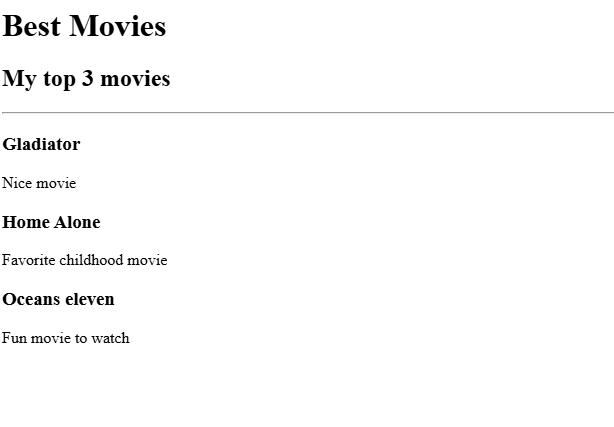 Best Movies
My top 3 movies
Gladiator
Nice movie
Home Alone
Favorite childhood movie
Oceans eleven
Fun movie to watch